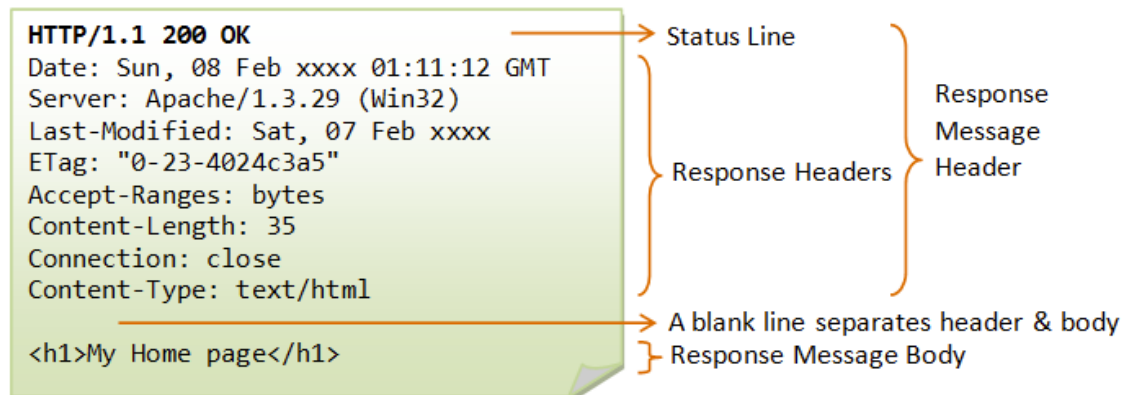 HTTP/1.1 200 OK
Date: Sun, 08 Feb xxxx 01:11:12 GMT
Server: Apache/1.3.29 (Win32)
Last-Modified: Sat, 07 Feb xxxx
ETag: "0-23-4024c3a5"
Accept-Ranges: bytes
Content-Length: 35
Connection: close
Content-Type: text/html
<h1>My Home page</h1>
Status Line
Response Headers
Response
Message
Header
A blank line separates header & body
Response Message Body